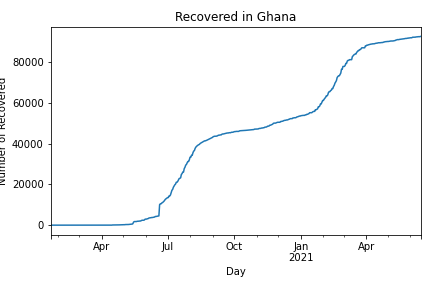 Recovered in Ghana
80000
60000
40000
20000
0
Number of Recovered
Apr Jul Oct Jan Apr
2021
Day